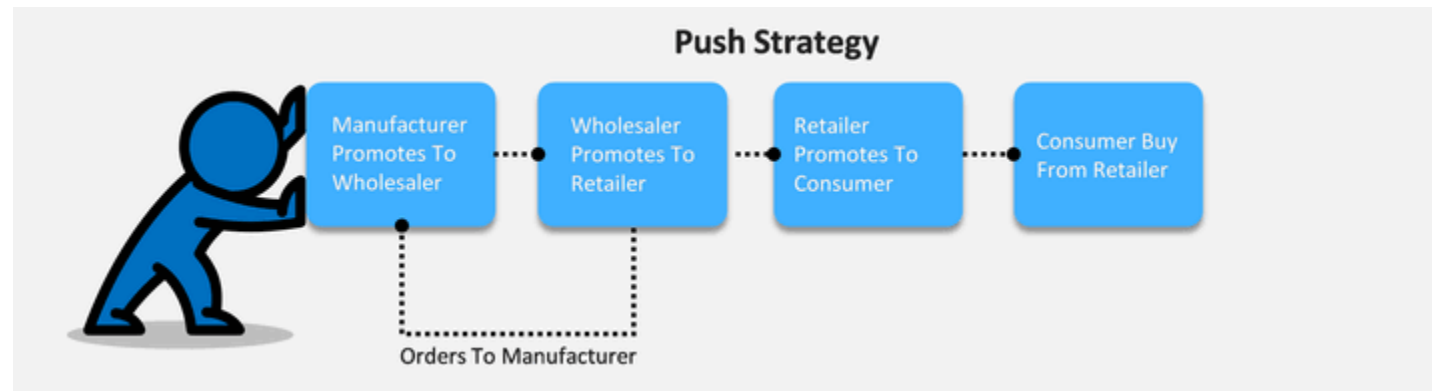 Push Strategy
Manufacturer
Promotes To
Wholesaler
Wholesaler
Promotes To
Retailer
Retailer
Promotes To
Consumer
Consumer Buy
From Retailer
Orders To Manufacturer